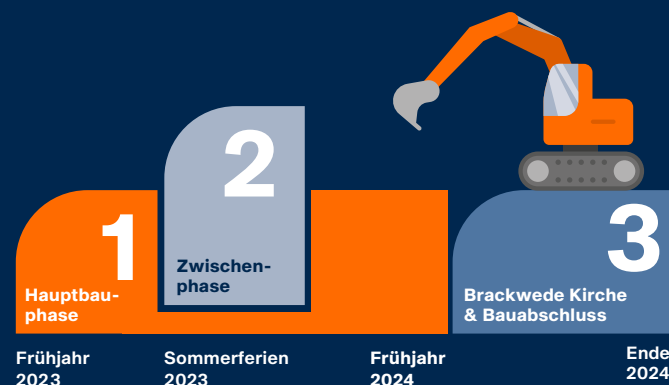 1
Hauptbau-
phase
2
Zwischen-
phase
3
Brackwede Kirche
& Bauabschluss
Frühjahr
2023
Sommerferien
2023
Frühjahr
2024
Ende
2024